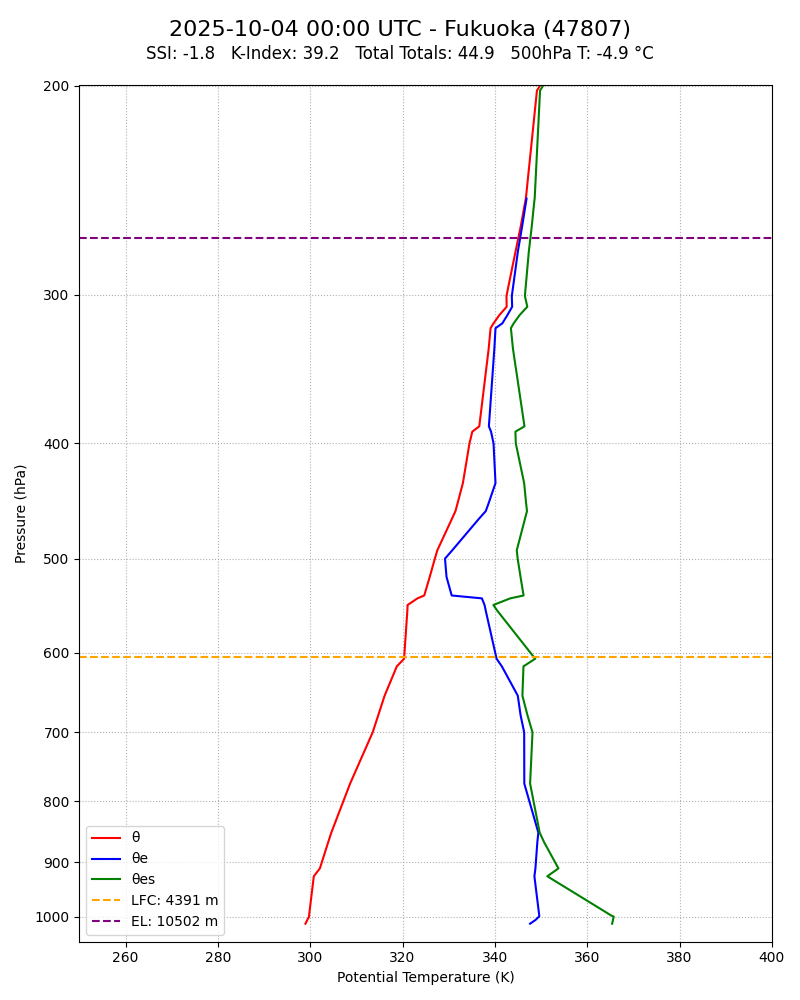 2025-10-04 00:00 UTC - Fukuoka (47807)
SSI: -1.8 K-Index: 39.2 Total Totals: 44.9 500hPa T: -4.9 °C
200
300
400
500
600
700
800
900
1000
Pressure (hPa)
θ
θe
θes
LFC: 4391 m
EL: 10502 m
260 280 300 320 340 360 380 400
Potential Temperature (K)